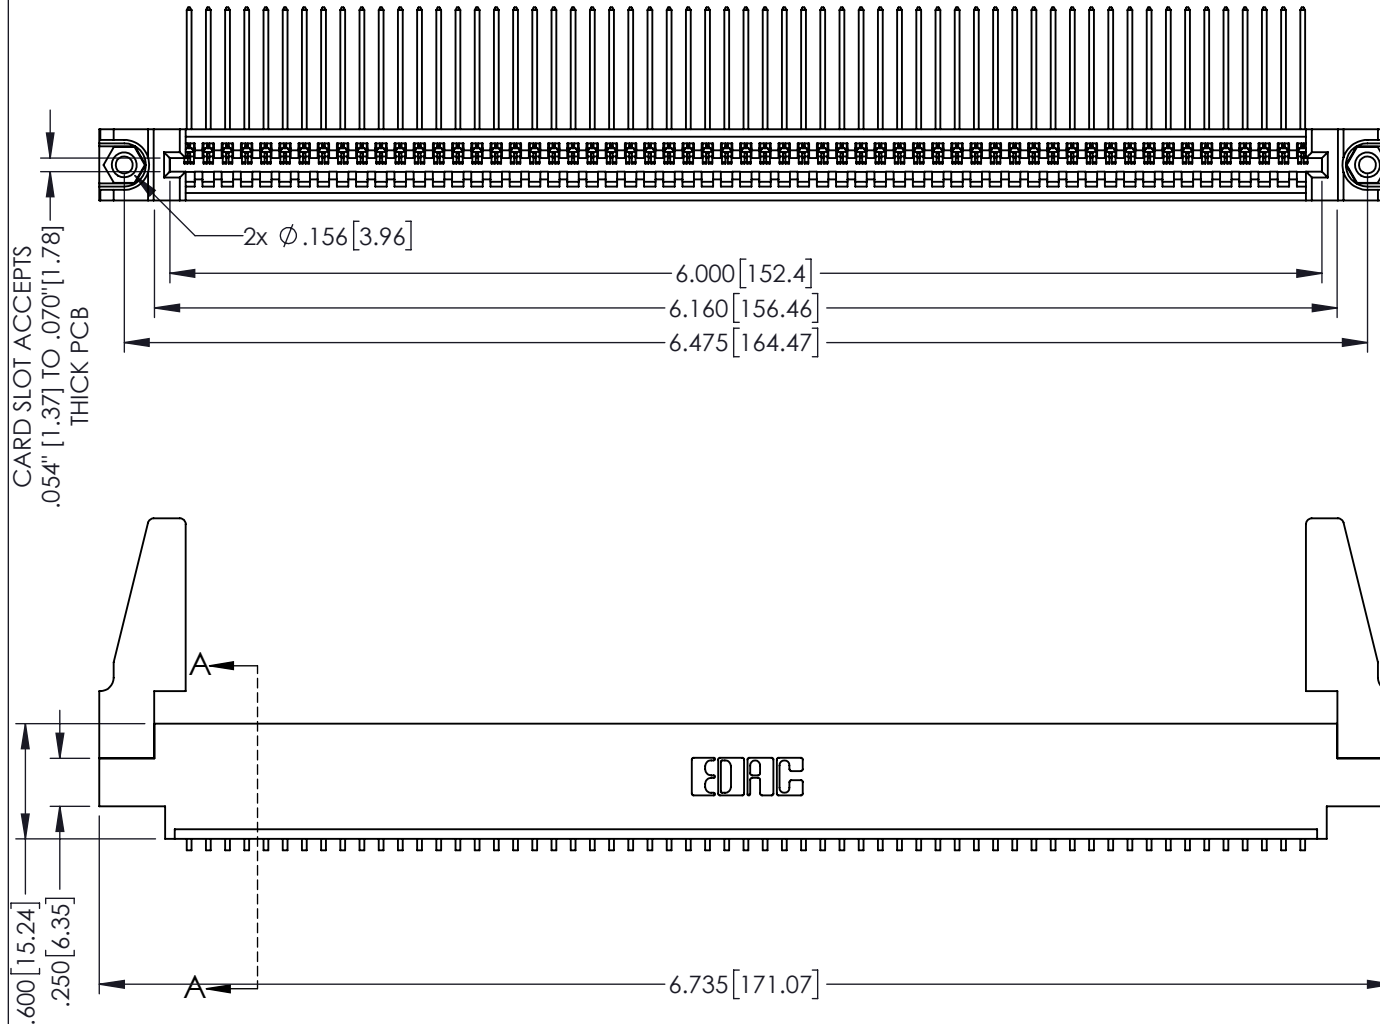 2x Ø.156[3.96]
6.000[152.4]
6.160[156.46]
6.475[164.47]
CARD SLOT ACCEPTS
.054" [1.37] TO .070"[1.78]
THICK PCB
A
EDAC
.600[15.24]
.250[6.35]
A
6.735[171.07]